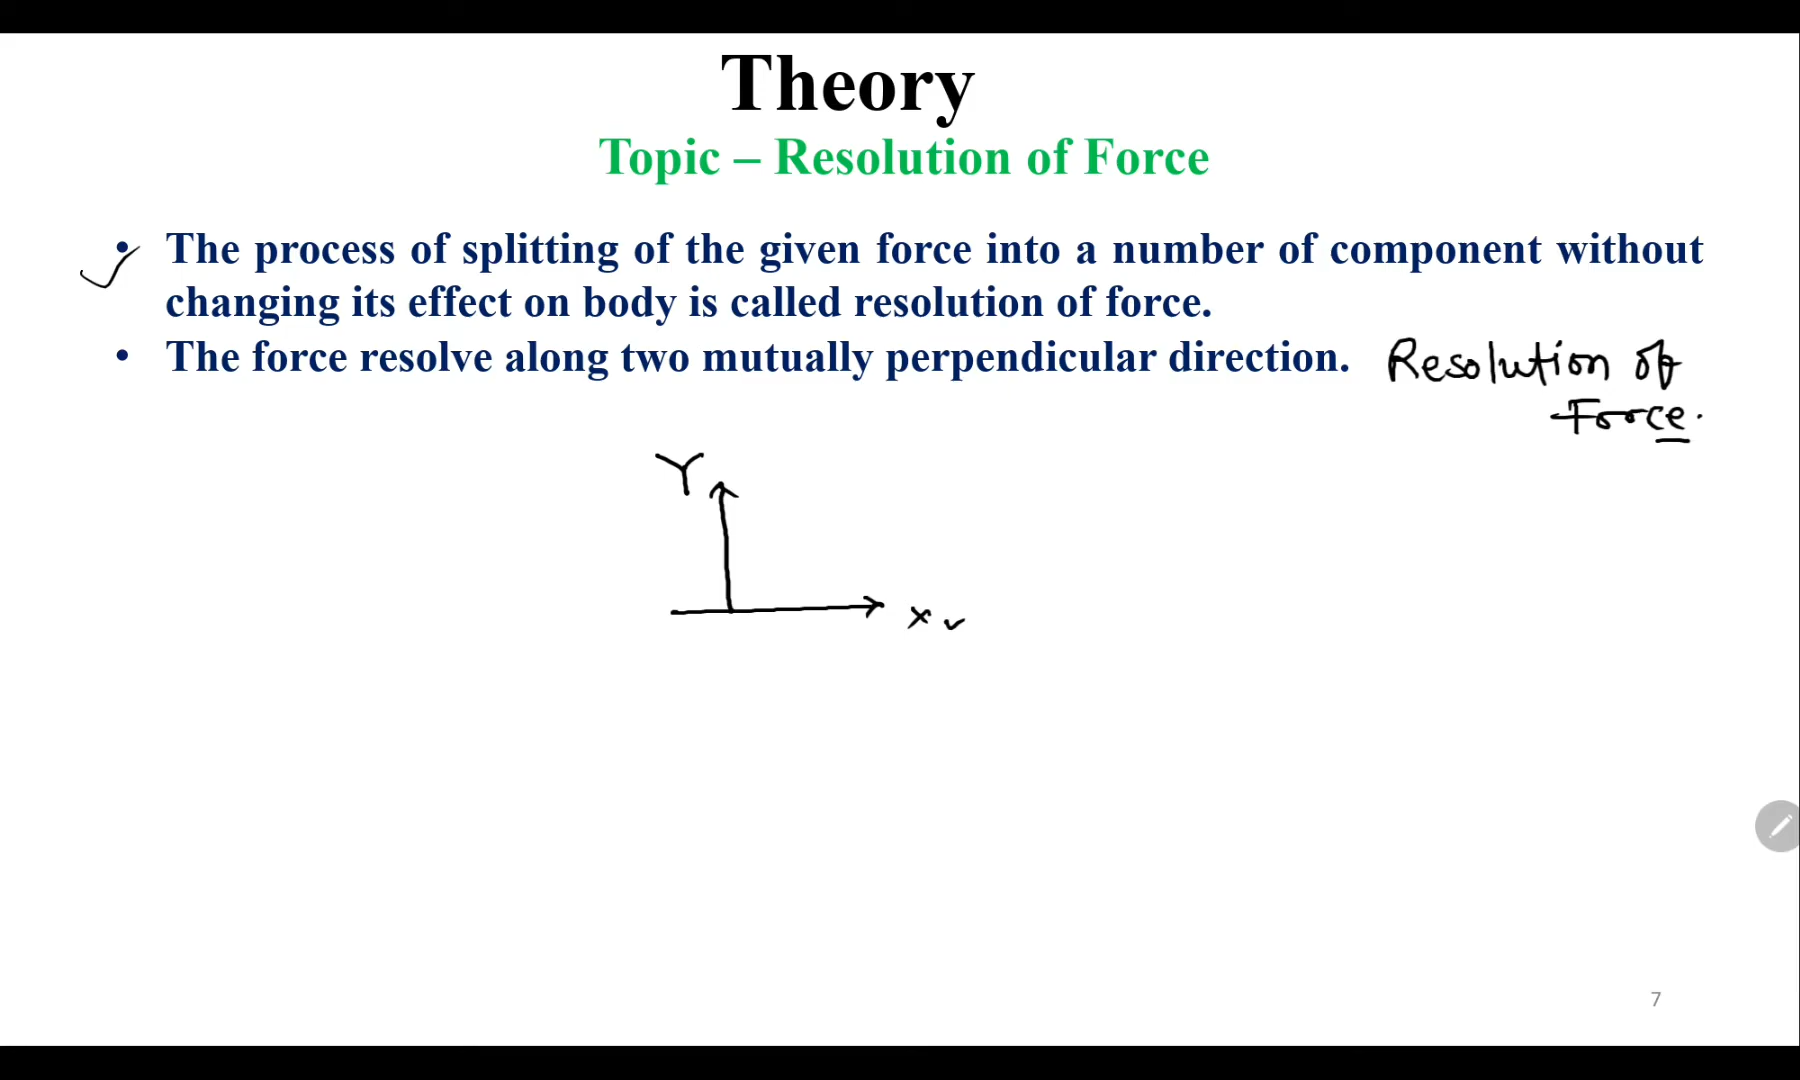 Theory
Topic – Resolution of Force
• The process of splitting of the given force into a number of component without
changing its effect on body is called resolution of force.
• The force resolve along two mutually perpendicular direction.
Resolution of
Force.
Y
x
7